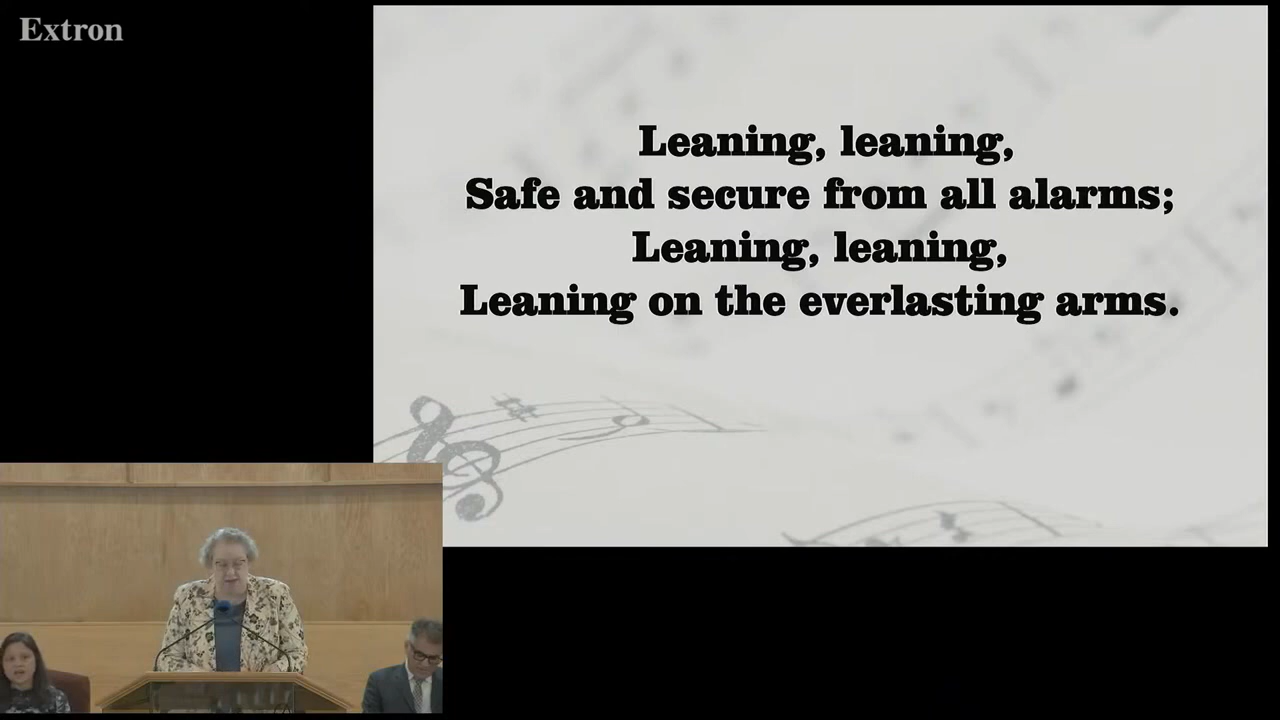 Extron
Leaning, leaning,
Safe and secure from all alarms;
Leaning, leaning,
Leaning on the everlasting arms.